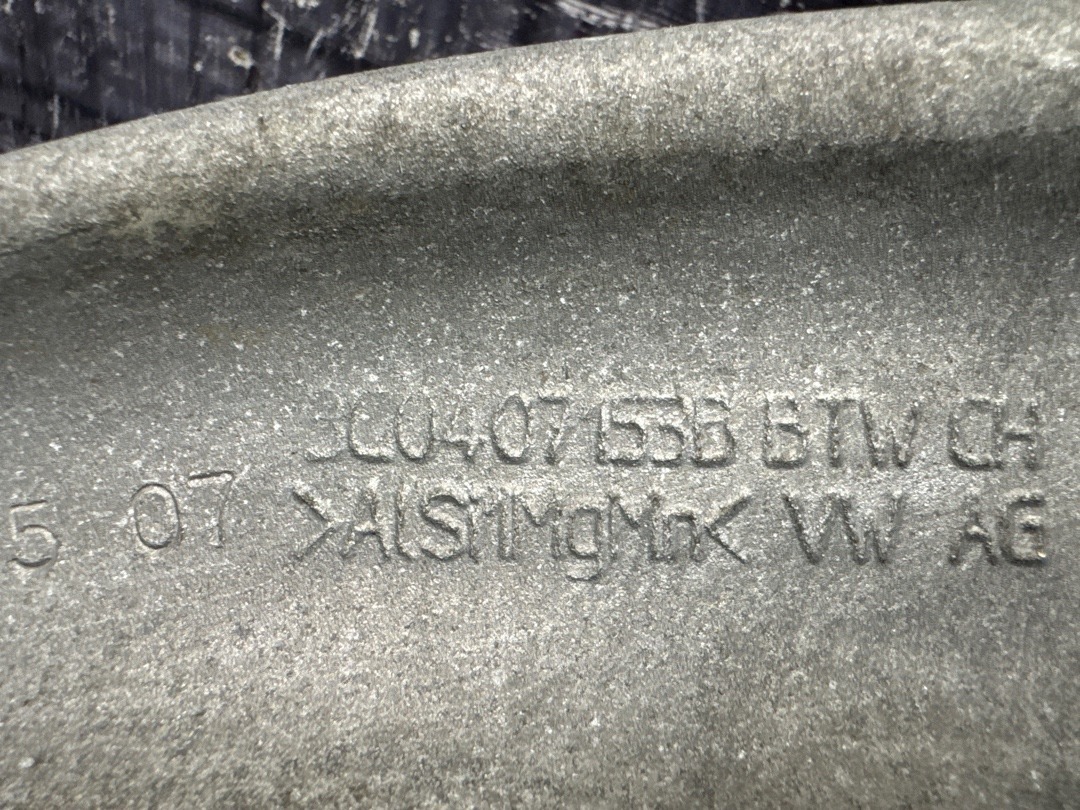 3C0407153B BTW CH
5 07 >AlSi1MgMn< VW AG